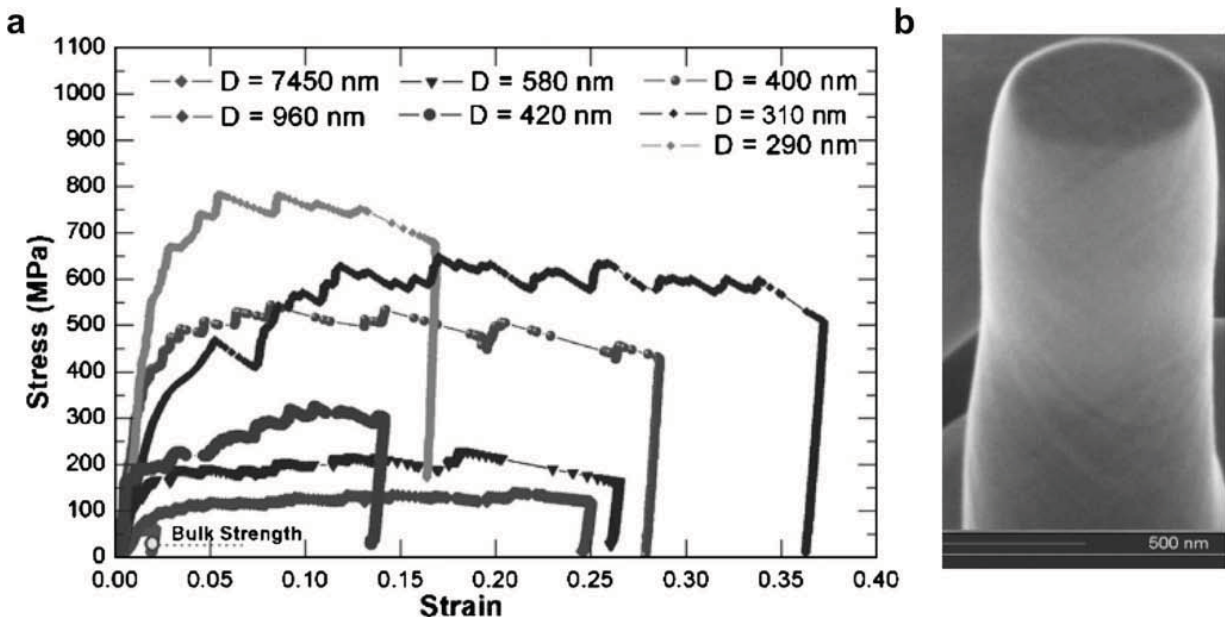 a
b
1100
1000
900
800
700
600
500
400
300
200
100
0
Stress (MPa)
D = 7450 nm
D = 580 nm
D = 400 nm
D = 960 nm
D = 420 nm
D = 310 nm
D = 290 nm
Bulk Strength
0.00 0.05 0.10 0.15 0.20 0.25 0.30 0.35 0.40
Strain
500 nm